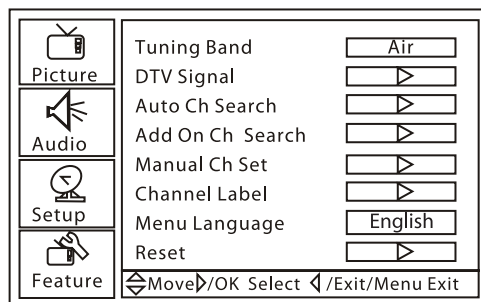 Picture
Audio
Setup
Feature
Tuning Band Air
DTV Signal
Auto Ch Search
Add On Ch Search
Manual Ch Set
Channel Label
Menu Language English
Reset
Move /OK Select /Exit/Menu Exit